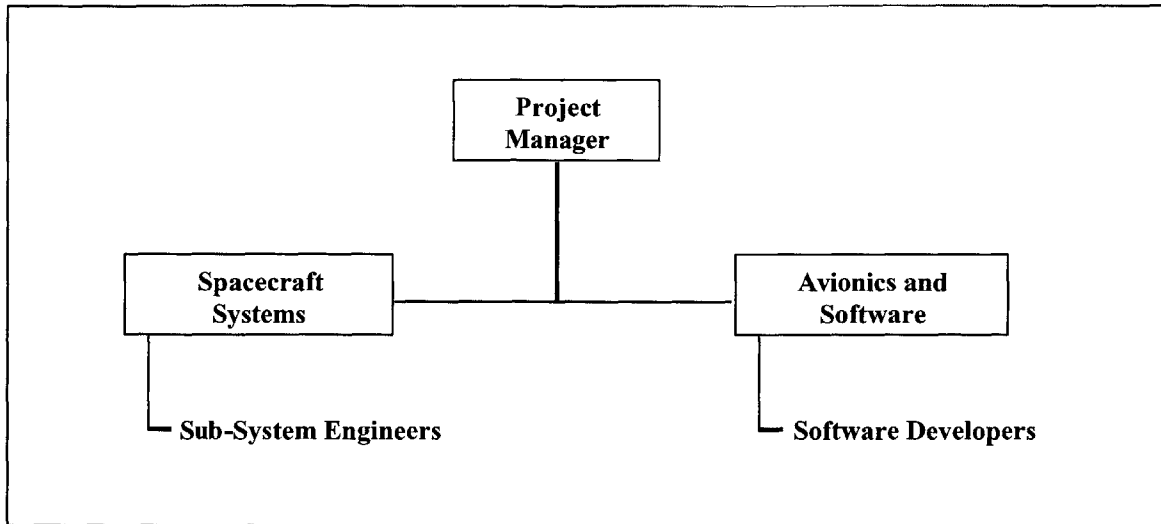 Project
Manager
Spacecraft
Systems
Avionics and
Software
Sub-System Engineers
Software Developers